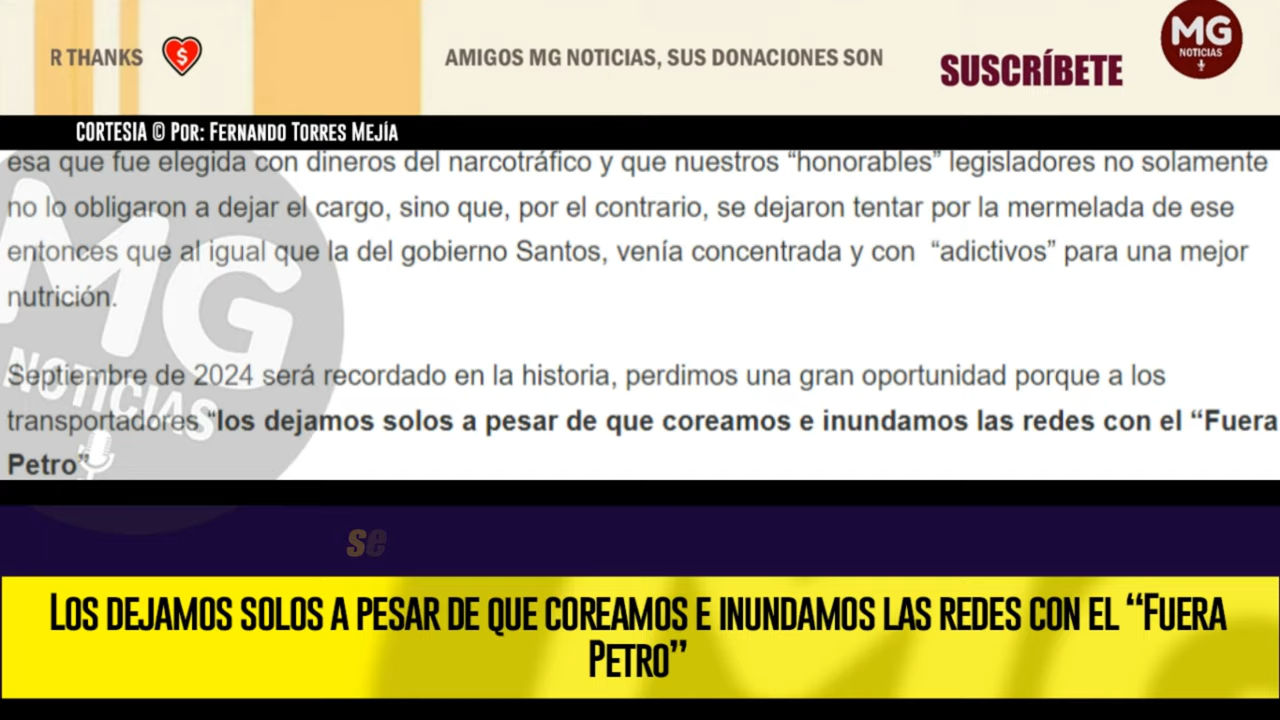 R THANKS
AMIGOS MG NOTICIAS, SUS DONACIONES SON
SUSCRÍBETE
MG
NOTICIAS
CORTESIA © POR: FERNANDO TORRES MEJÍA
esa que fue elegida con dineros del narcotráfico y que nuestros “honorables” legisladores no solamente
no lo obligaron a dejar el cargo, sino que, por el contrario, se dejaron tentar por la mermelada de ese
entonces que al igual que la del gobierno Santos, venía concentrada y con “adictivos” para una mejor
nutrición.
MG
NOTICIAS
Septiembre de 2024 será recordado en la historia, perdimos una gran oportunidad porque a los
transportadores “los dejamos solos a pesar de que coreamos e inundamos las redes con el “Fuera
Petro”
se
LOS DEJAMOS SOLOS A PESAR DE QUE COREAMOS E INUNDAMOS LAS REDES CON EL “FUERA
PETRO”